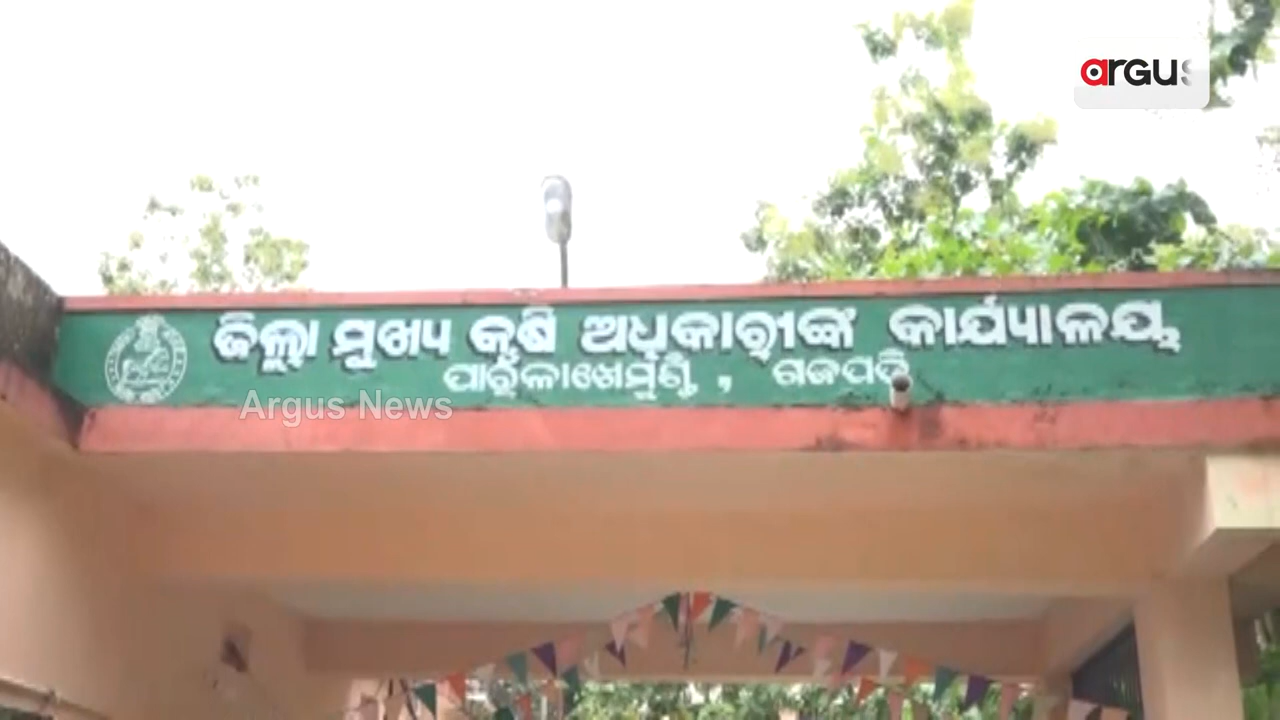 argus
ଜିଲ୍ଲା ମୁଖ୍ୟ କୃଷି ଅଧିକାରୀଙ୍କ କାର୍ଯ୍ୟାଳୟ
ପାରଳାଖେମୁଣ୍ଡି , ଗଜପତି
Argus News